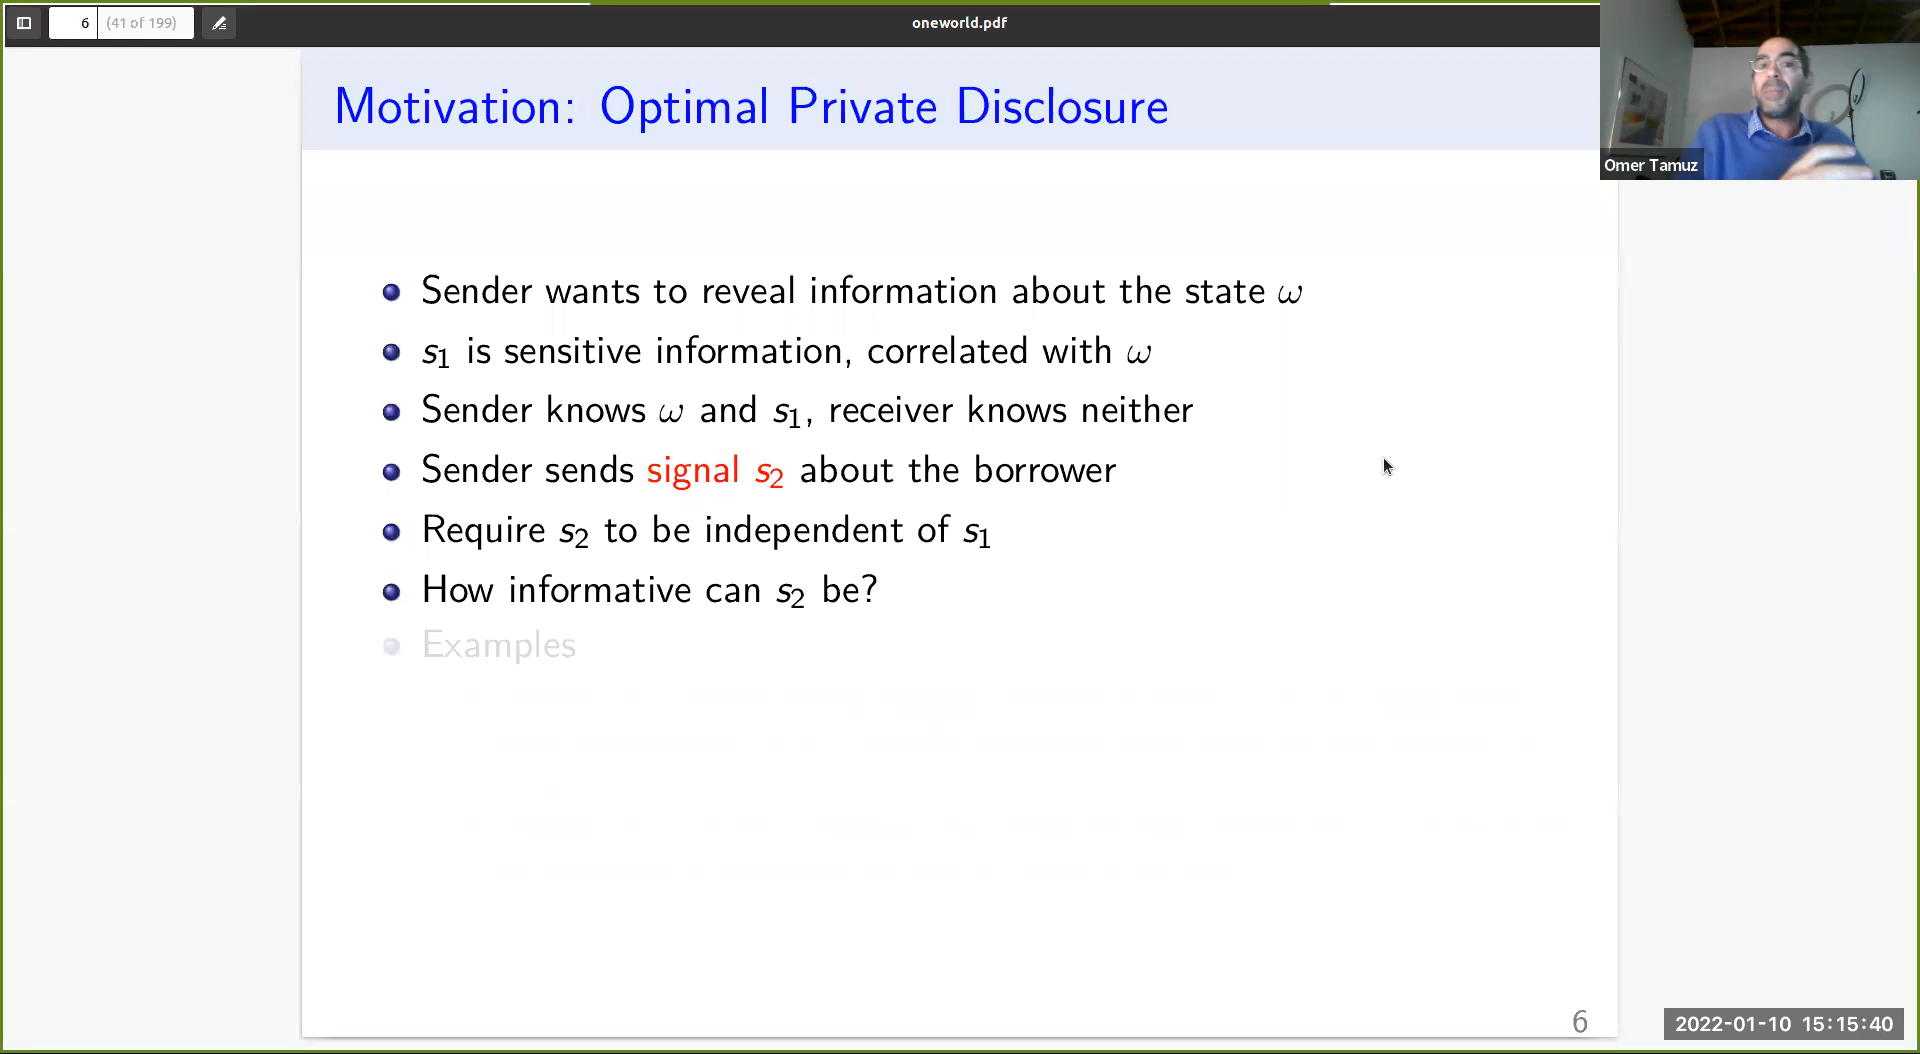 6 (41 of 199)
oneworld.pdf
Motivation: Optimal Private Disclosure
Omer Tamuz
Sender wants to reveal information about the state ω
s₁ is sensitive information, correlated with ω
Sender knows ω and s₁, receiver knows neither
Sender sends signal s₂ about the borrower
Require s₂ to be independent of s₁
How informative can s₂ be?
Examples
6
2022-01-10 15:15:40